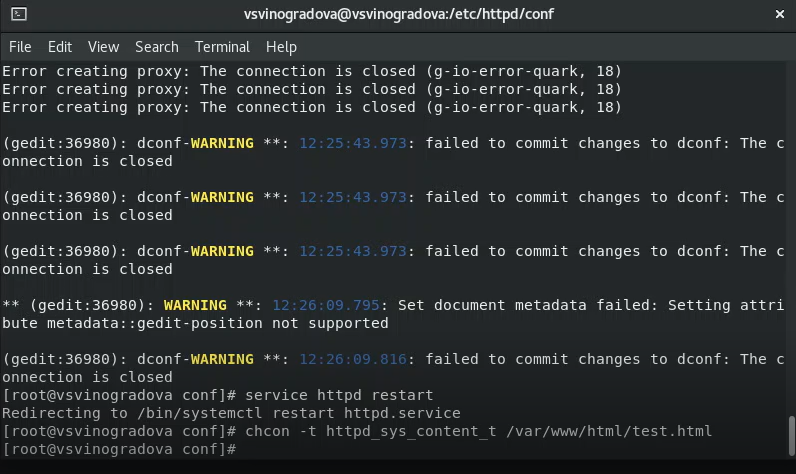 vsvinogradova@vsvinogradova:/etc/httpd/conf
File Edit View Search Terminal Help
Error creating proxy: The connection is closed (g-io-error-quark, 18)
Error creating proxy: The connection is closed (g-io-error-quark, 18)
Error creating proxy: The connection is closed (g-io-error-quark, 18)
(gedit:36980): dconf-WARNING **: 12:25:43.973: failed to commit changes to dconf: The c
onnection is closed
(gedit:36980): dconf-WARNING **: 12:25:43.973: failed to commit changes to dconf: The c
onnection is closed
(gedit:36980): dconf-WARNING **: 12:25:43.973: failed to commit changes to dconf: The c
onnection is closed
** (gedit:36980): WARNING **: 12:26:09.795: Set document metadata failed: Setting attri
bute metadata::gedit-position not supported
(gedit:36980): dconf-WARNING **: 12:26:09.816: failed to commit changes to dconf: The c
onnection is closed
[root@vsvinogradova conf]# service httpd restart
Redirecting to /bin/systemctl restart httpd.service
[root@vsvinogradova conf]# chcon -t httpd_sys_content_t /var/www/html/test.html
[root@vsvinogradova conf]#